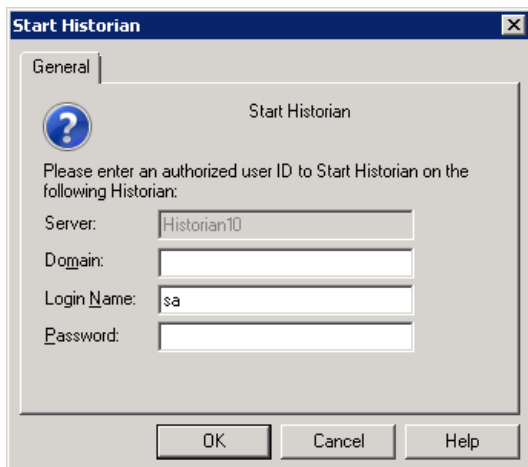 Start Historian
General
Start Historian
Please enter an authorized user ID to Start Historian on the
following Historian:
Server: Historian10
Domain:
Login Name: sa
Password:
OK Cancel Help